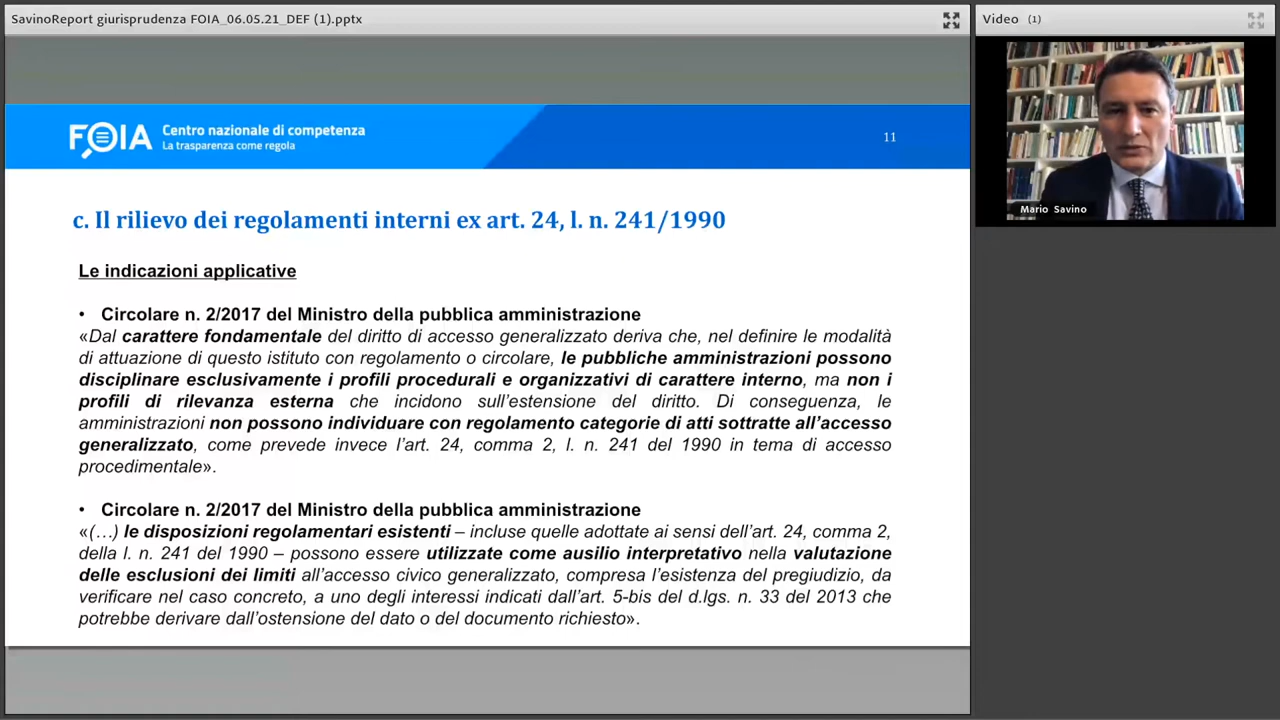 SavinoReport giurisprudenza FOIA_06.05.21_DEF (1).pptx
Video (1)
FOIA
Centro nazionale di competenza
La trasparenza come regola
11
Mario Savino
c. Il rilievo dei regolamenti interni ex art. 24, l. n. 241/1990
Le indicazioni applicative
• Circolare n. 2/2017 del Ministro della pubblica amministrazione
«Dal carattere fondamentale del diritto di accesso generalizzato deriva che, nel definire le modalità
di attuazione di questo istituto con regolamento o circolare, le pubbliche amministrazioni possono
disciplinare esclusivamente i profili procedurali e organizzativi di carattere interno, ma non i
profili di rilevanza esterna che incidono sull’estensione del diritto. Di conseguenza, le
amministrazioni non possono individuare con regolamento categorie di atti sottratte all’accesso
generalizzato, come prevede invece l’art. 24, comma 2, l. n. 241 del 1990 in tema di accesso
procedimentale».
• Circolare n. 2/2017 del Ministro della pubblica amministrazione
«(…) le disposizioni regolamentari esistenti – incluse quelle adottate ai sensi dell’art. 24, comma 2,
della l. n. 241 del 1990 – possono essere utilizzate come ausilio interpretativo nella valutazione
delle esclusioni dei limiti all’accesso civico generalizzato, compresa l’esistenza del pregiudizio, da
verificare nel caso concreto, a uno degli interessi indicati dall’art. 5-bis del d.lgs. n. 33 del 2013 che
potrebbe derivare dall’ostensione del dato o del documento richiesto».